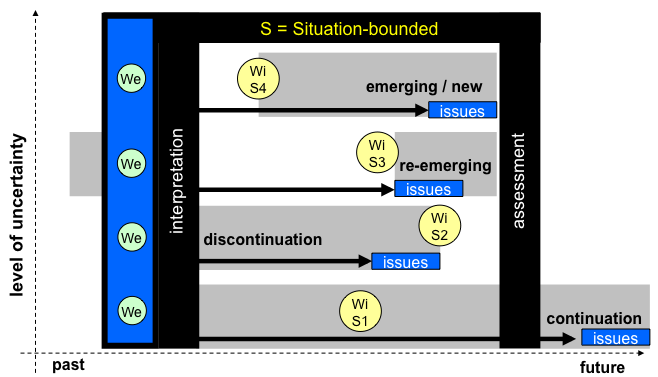 S = Situation-bounded
We
Wi
S4
emerging / new
issues
We
Wi
S3
re-emerging
issues
We
Wi
S2
discontinuation
issues
We
Wi
S1
continuation
issues
interpretation
assessment
level of uncertainty
past
future